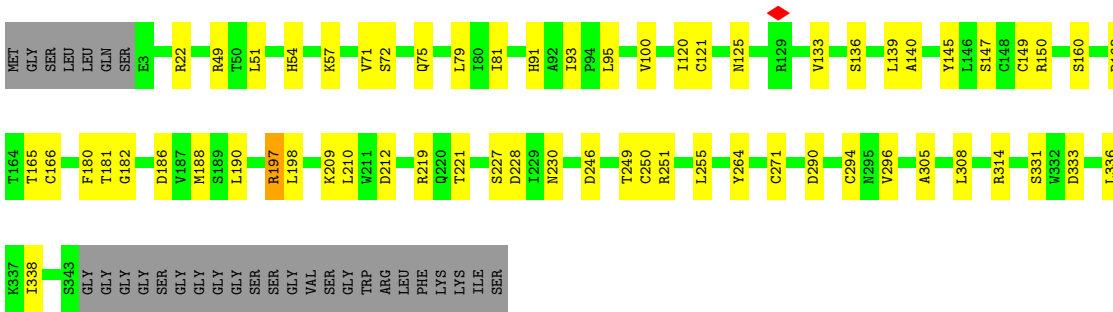 MET GLY SER LEU LEU GLN SER E3 R22 R49 T50 L51 H54 K57 V71 S72 Q75 L79 I80 I81 H91 A92 I93 P94 L95 V100 I120 C121 N125 R129 V133 S136 L139 A140 Y145 L146 S147 C148 C149 R150 S160
T164 T165 C166 F180 T181 G182 D186 V187 M188 S189 L190 R197 L198 K209 L210 W211 D212 R219 Q220 T221 S227 D228 I229 N230 D246 T249 C250 R251 L255 Y264 C271 D290 C294 N295 V296 A305 L308 R314 S331 W332 D333 L336
K337 I338 S343 GLY GLY GLY GLY SER GLY GLY GLY GLY SER SER GLY VAL SER GLY TRP ARG LEU PHE LYS LYS ILE SER